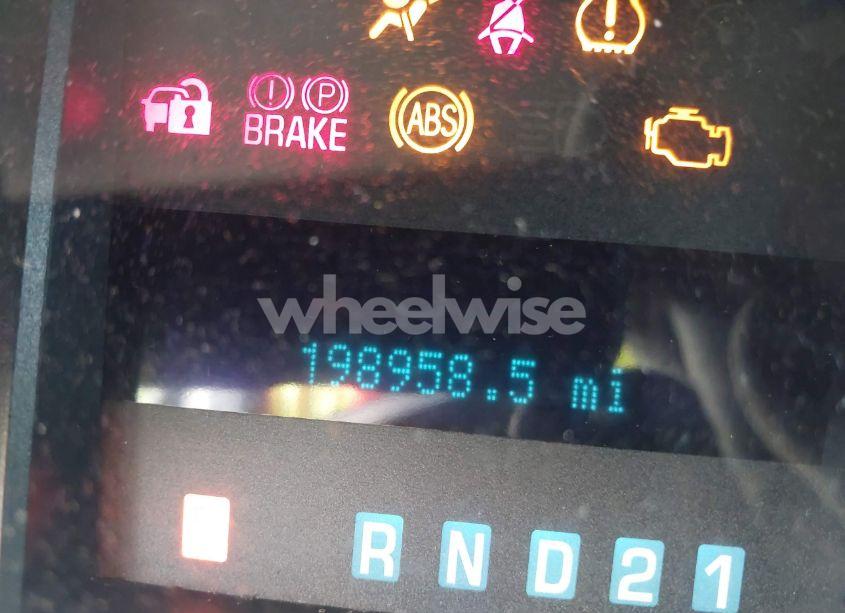 P
BRAKE
ABS
wheelwise
198958.5 mi
R N D 2 1